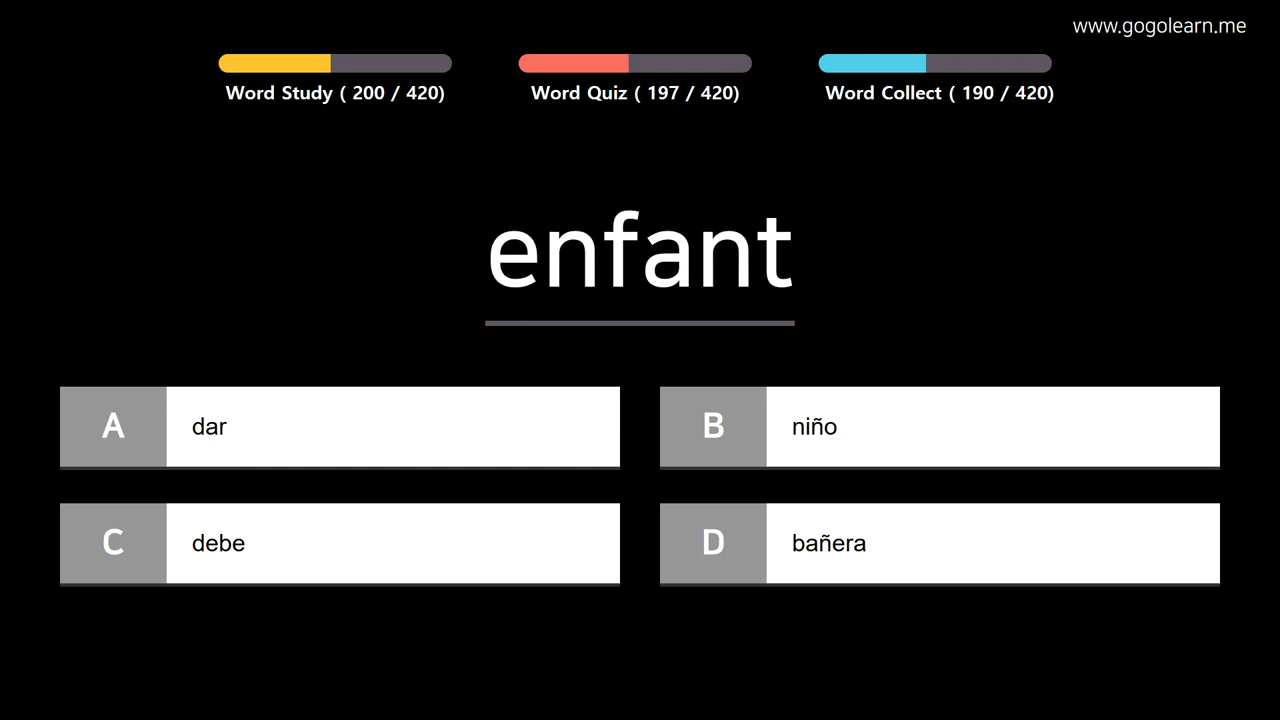 www.gogolearn.me
Word Study ( 200 / 420)
Word Quiz ( 197 / 420)
Word Collect ( 190 / 420)
enfant
A dar
B niño
C debe
D bañera